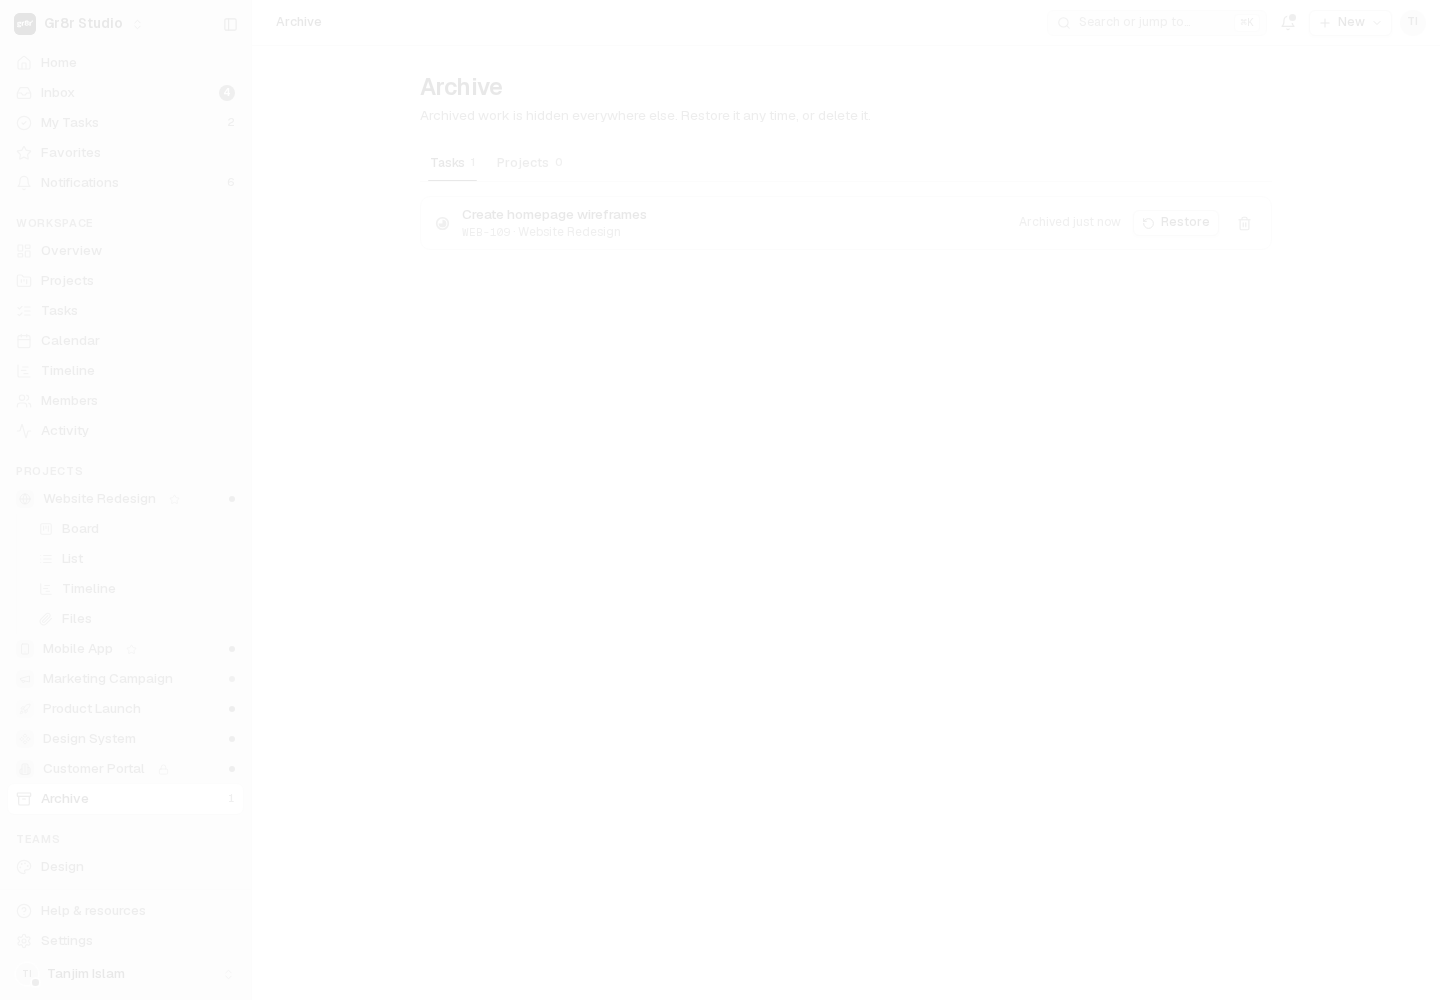 gr8r Gr8r Studio
Home
Inbox 4
My Tasks 2
Favorites
Notifications 6
WORKSPACE
Overview
Projects
Tasks
Calendar
Timeline
Members
Activity
PROJECTS
Website Redesign
Board
List
Timeline
Files
Mobile App
Marketing Campaign
Product Launch
Design System
Customer Portal
Archive 1
TEAMS
Design
Help & resources
Settings
TI Tanjim Islam
Archive
Search or jump to... ⌘K
New
TI
Archive
Archived work is hidden everywhere else. Restore it any time, or delete it.
Tasks 1 Projects 0
Create homepage wireframes
WEB-109 · Website Redesign
Archived just now Restore